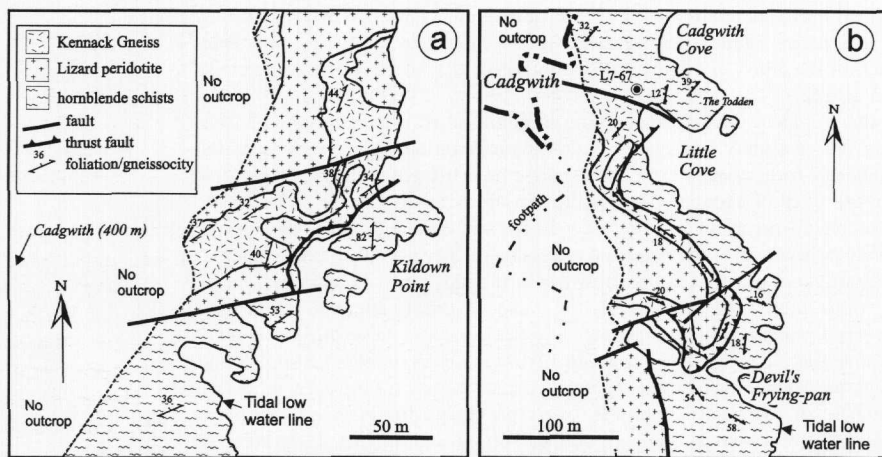 a
Kennack Gneiss
Lizard peridotite
hornblende schists
fault
thrust fault
36
foliation/gneissocity
No
outcrop
44
38
34
32
Cadgwith (400 m)
40
82
Kildown
Point
No
outcrop
N
53
36
No
outcrop
Tidal low
water line
50 m
b
No
outcrop
32
Cadgwith
Cove
Cadgwith
L7-67
39
12
The Todden
N
20
Little
Cove
footpath
18
No
outcrop
20
16
18
No
outcrop
Devil's
Frying-pan
54
58
Tidal low
water line
100 m